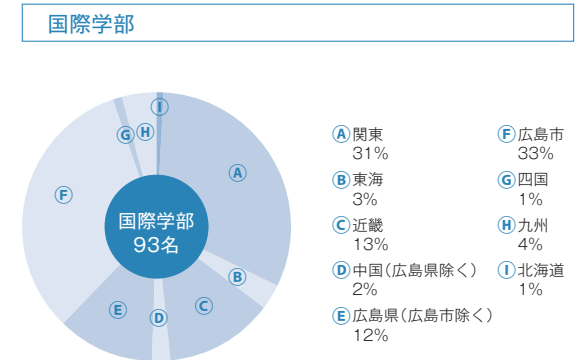 国際学部
Ⓘ
Ⓖ Ⓗ
Ⓐ
Ⓕ
国際学部
93名
Ⓑ
Ⓔ Ⓓ Ⓒ
Ⓐ関東
31%
Ⓑ東海
3%
Ⓒ近畿
13%
Ⓓ中国(広島県除く)
2%
Ⓔ広島県(広島市除く)
12%
Ⓕ広島市
33%
Ⓖ四国
1%
Ⓗ九州
4%
Ⓘ北海道
1%